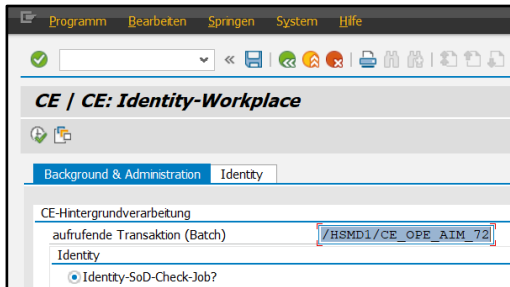 Programm Bearbeiten Springen System Hilfe
CE | CE: Identity-Workplace
Background & Administration Identity
CE-Hintergrundverarbeitung
aufrufende Transaktion (Batch) /HSMD1/CE_OPE_AIM_72
Identity
Identity-SoD-Check-Job?